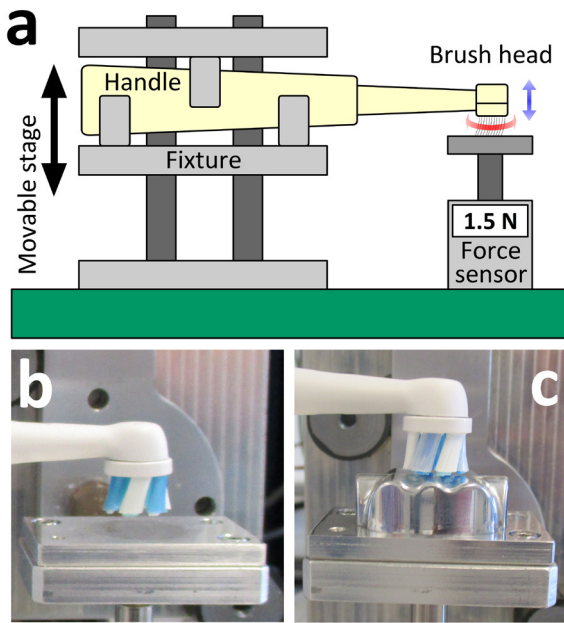 a
Brush head
Handle
Movable stage
Fixture
1.5 N
Force
sensor
b
c